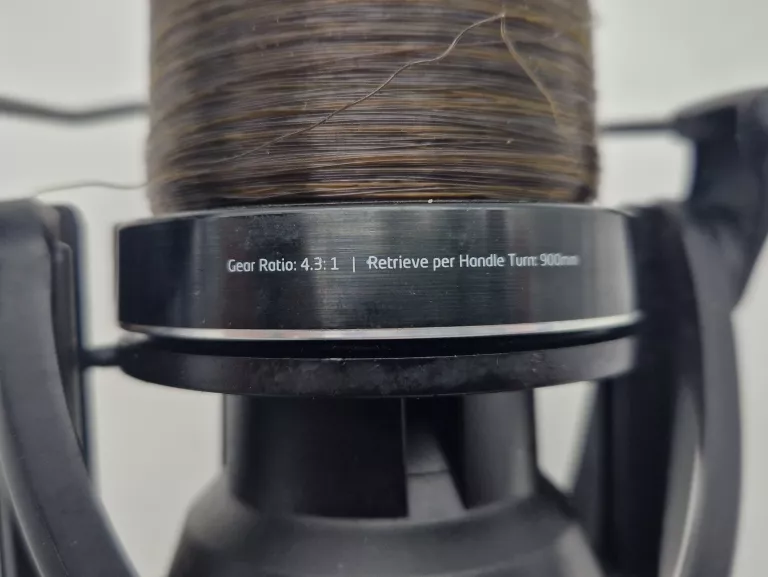 Gear Ratio: 4.3: 1 | Retrieve per Handle Turn: 900mm